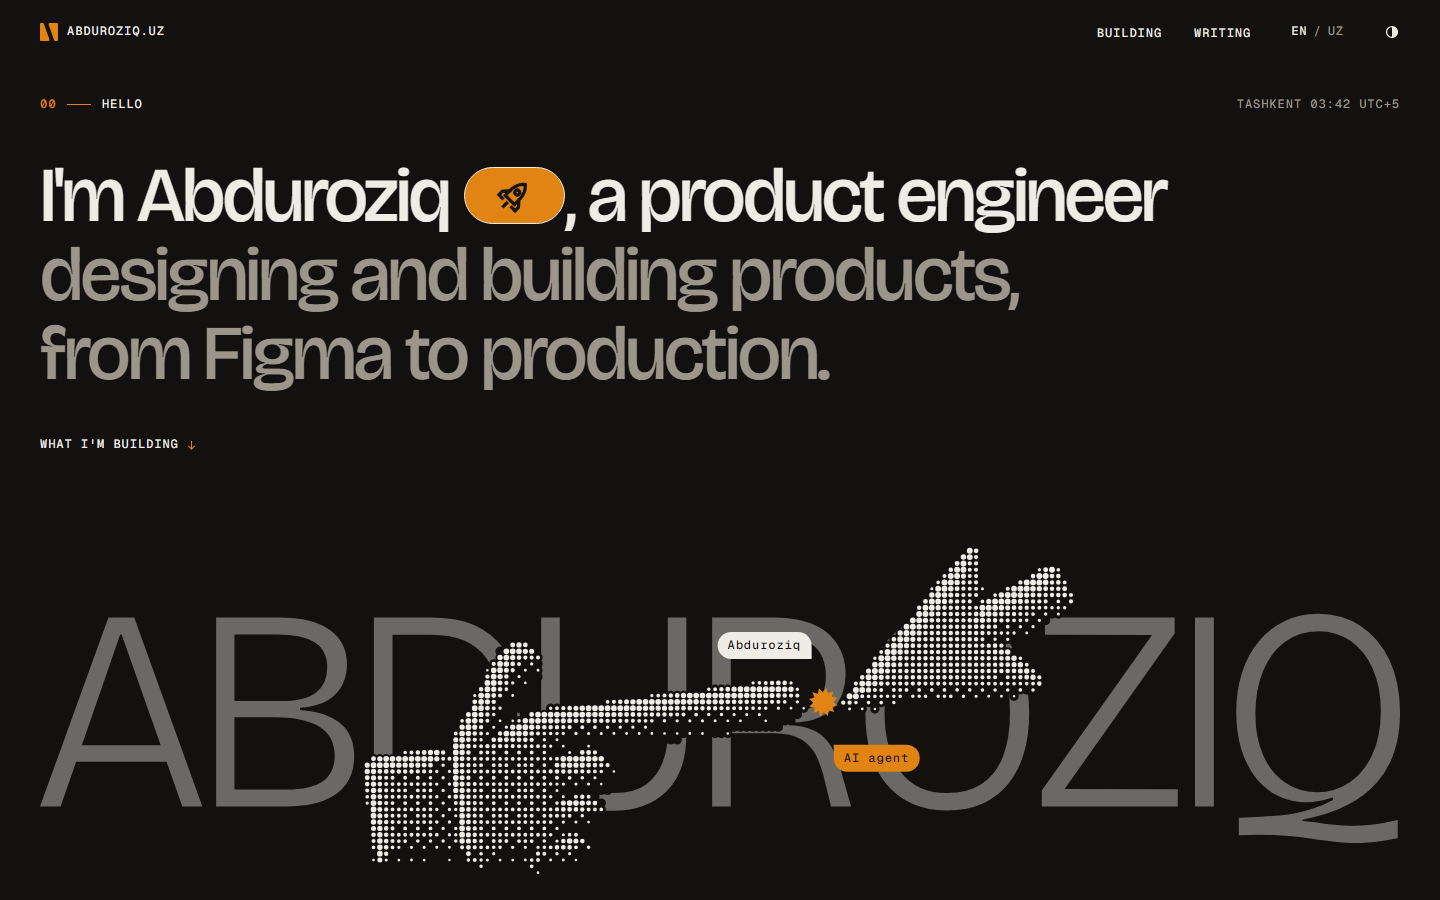 ABDUROZIQ.UZ
BUILDING WRITING EN / UZ
00 — HELLO
TASHKENT 03:42 UTC+5
I'm Abduroziq , a product engineer
designing and building products,
from Figma to production.
WHAT I'M BUILDING ↓
ABDUROZIQ
Abduroziq
AI agent